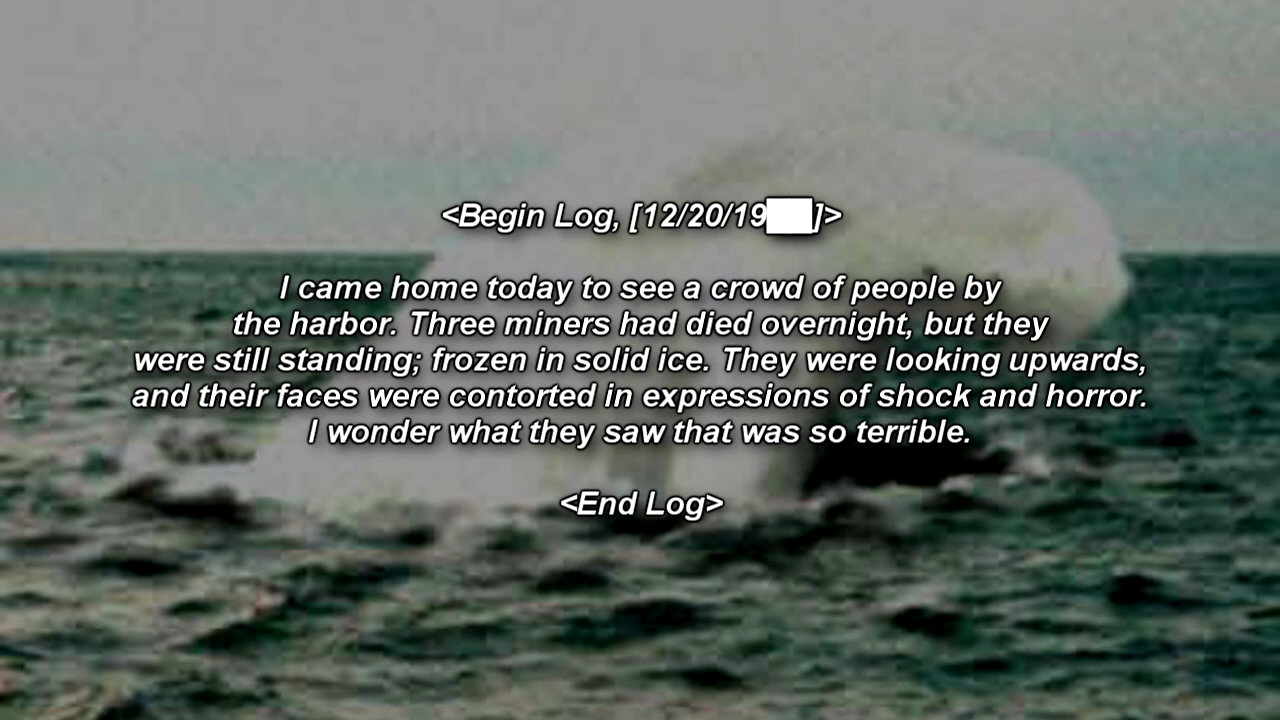 <Begin Log, [12/20/19  ]>
I came home today to see a crowd of people by
the harbor. Three miners had died overnight, but they
were still standing; frozen in solid ice. They were looking upwards,
and their faces were contorted in expressions of shock and horror.
I wonder what they saw that was so terrible.
<End Log>